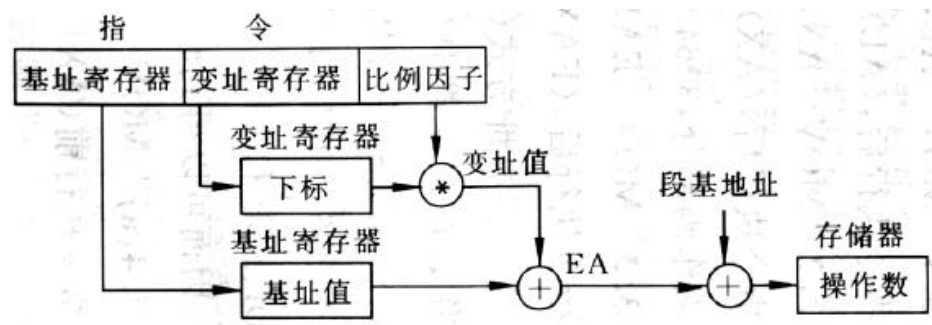 指 令
基址寄存器 变址寄存器 比例因子
变址寄存器
下标
*
变址值
段基地址
基址寄存器
存储器
基址值
+
EA
+
操作数